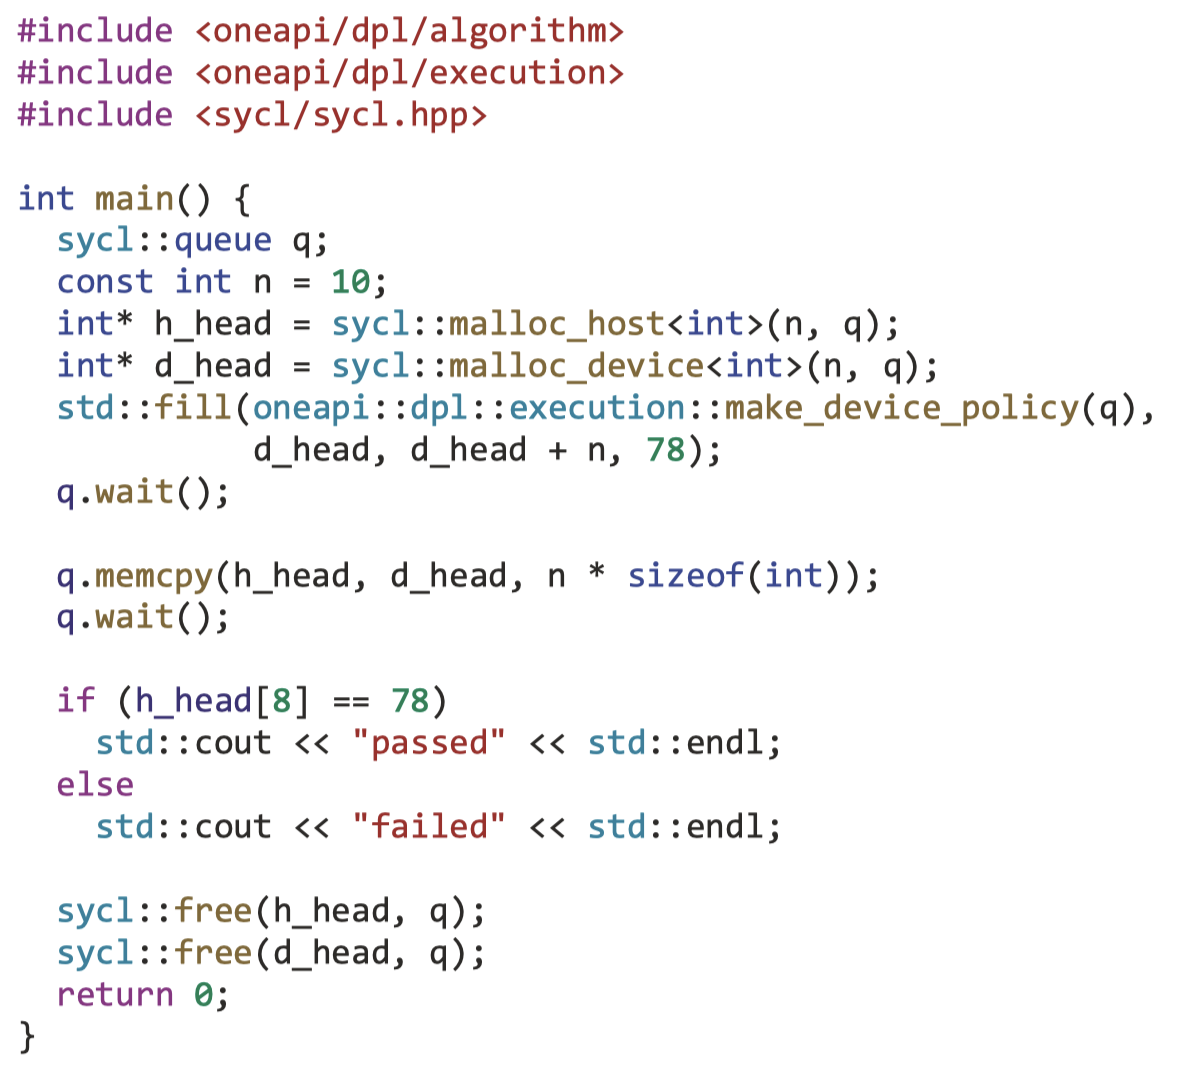 #include <oneapi/dpl/algorithm>
#include <oneapi/dpl/execution>
#include <sycl/sycl.hpp>

int main() {
  sycl::queue q;
  const int n = 10;
  int* h_head = sycl::malloc_host<int>(n, q);
  int* d_head = sycl::malloc_device<int>(n, q);
  std::fill(oneapi::dpl::execution::make_device_policy(q),
            d_head, d_head + n, 78);
  q.wait();

  q.memcpy(h_head, d_head, n * sizeof(int));
  q.wait();

  if (h_head[8] == 78)
    std::cout << "passed" << std::endl;
  else
    std::cout << "failed" << std::endl;

  sycl::free(h_head, q);
  sycl::free(d_head, q);
  return 0;
}